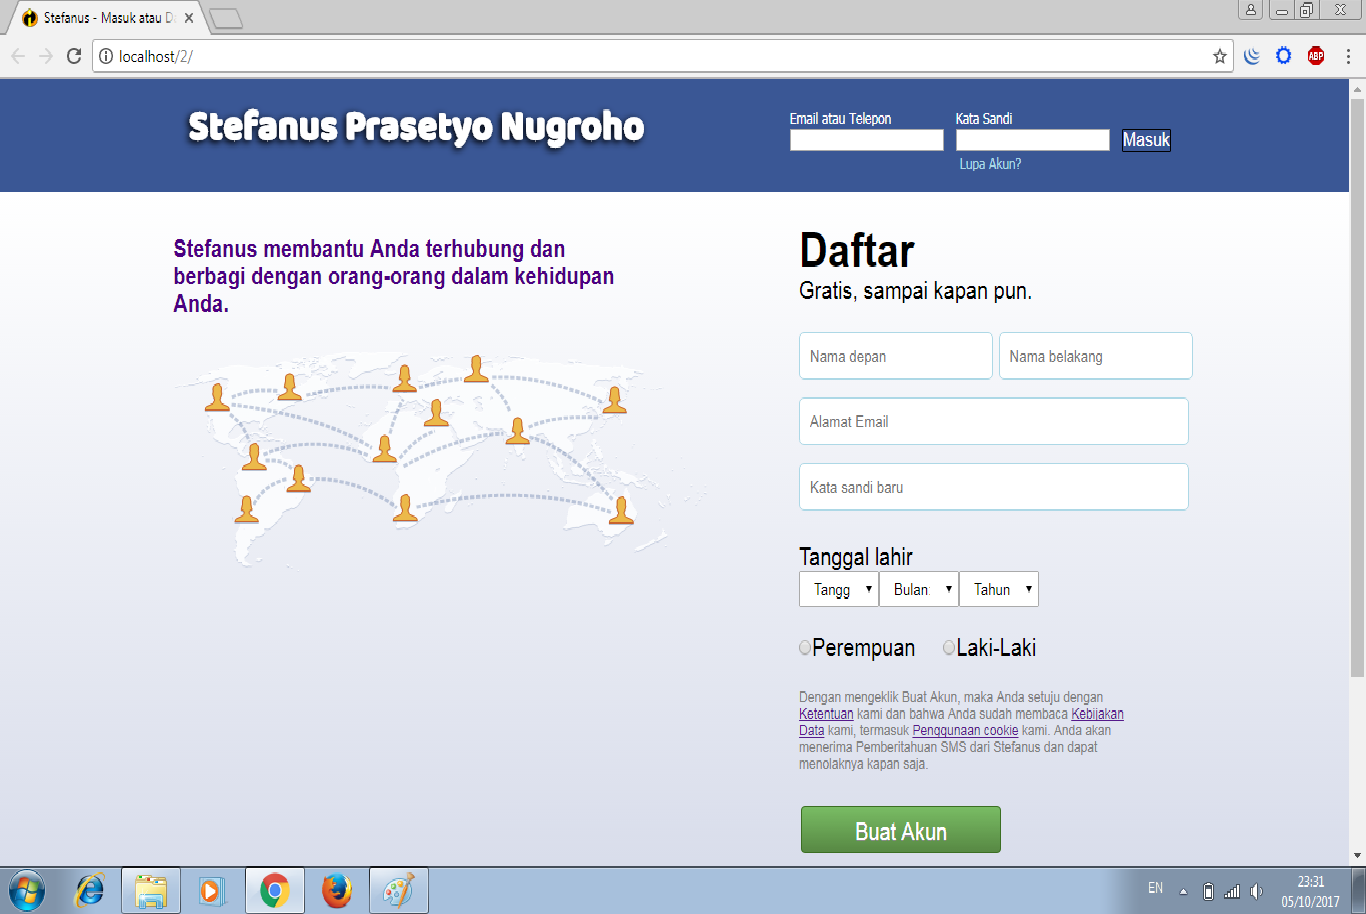 Stefanus - Masuk atau Da
localhost/2/
ABP
Stefanus Prasetyo Nugroho
Email atau Telepon
Kata Sandi
Masuk
Lupa Akun?
Stefanus membantu Anda terhubung dan
berbagi dengan orang-orang dalam kehidupan
Anda.
Daftar
Gratis, sampai kapan pun.
Nama depan
Nama belakang
Alamat Email
Kata sandi baru
Tanggal lahir
Tangg
Bulan
Tahun
Perempuan
Laki-Laki
Dengan mengeklik Buat Akun, maka Anda setuju dengan
Ketentuan kami dan bahwa Anda sudah membaca Kebijakan
Data kami, termasuk Penggunaan cookie kami. Anda akan
menerima Pemberitahuan SMS dari Stefanus dan dapat
menolaknya kapan saja.
Buat Akun
EN
23:31
05/10/2017